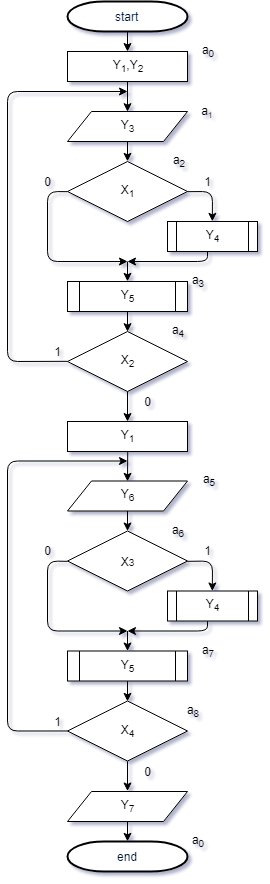 start
a₀
Y₁,Y₂
a₁
Y₃
a₂
0 X₁ 1
Y₄
a₃
Y₅
a₄
1 X₂
0
Y₁
a₅
Y₆
a₆
0 X₃ 1
Y₄
a₇
Y₅
a₈
1 X₄
0
Y₇
a₀
end